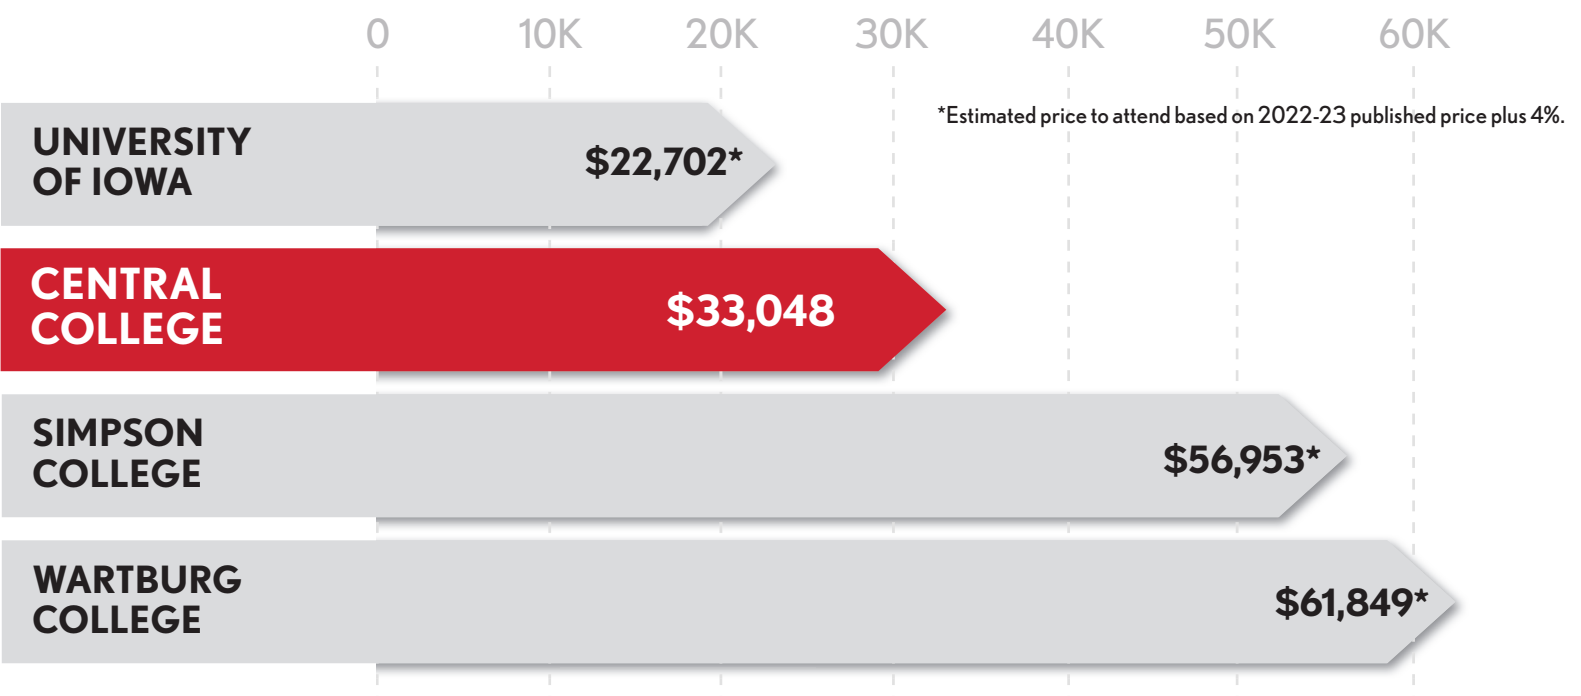 0 10K 20K 30K 40K 50K 60K
*Estimated price to attend based on 2022-23 published price plus 4%.
UNIVERSITY
OF IOWA
$22,702*
CENTRAL
COLLEGE
$33,048
SIMPSON
COLLEGE
$56,953*
WARTBURG
COLLEGE
$61,849*